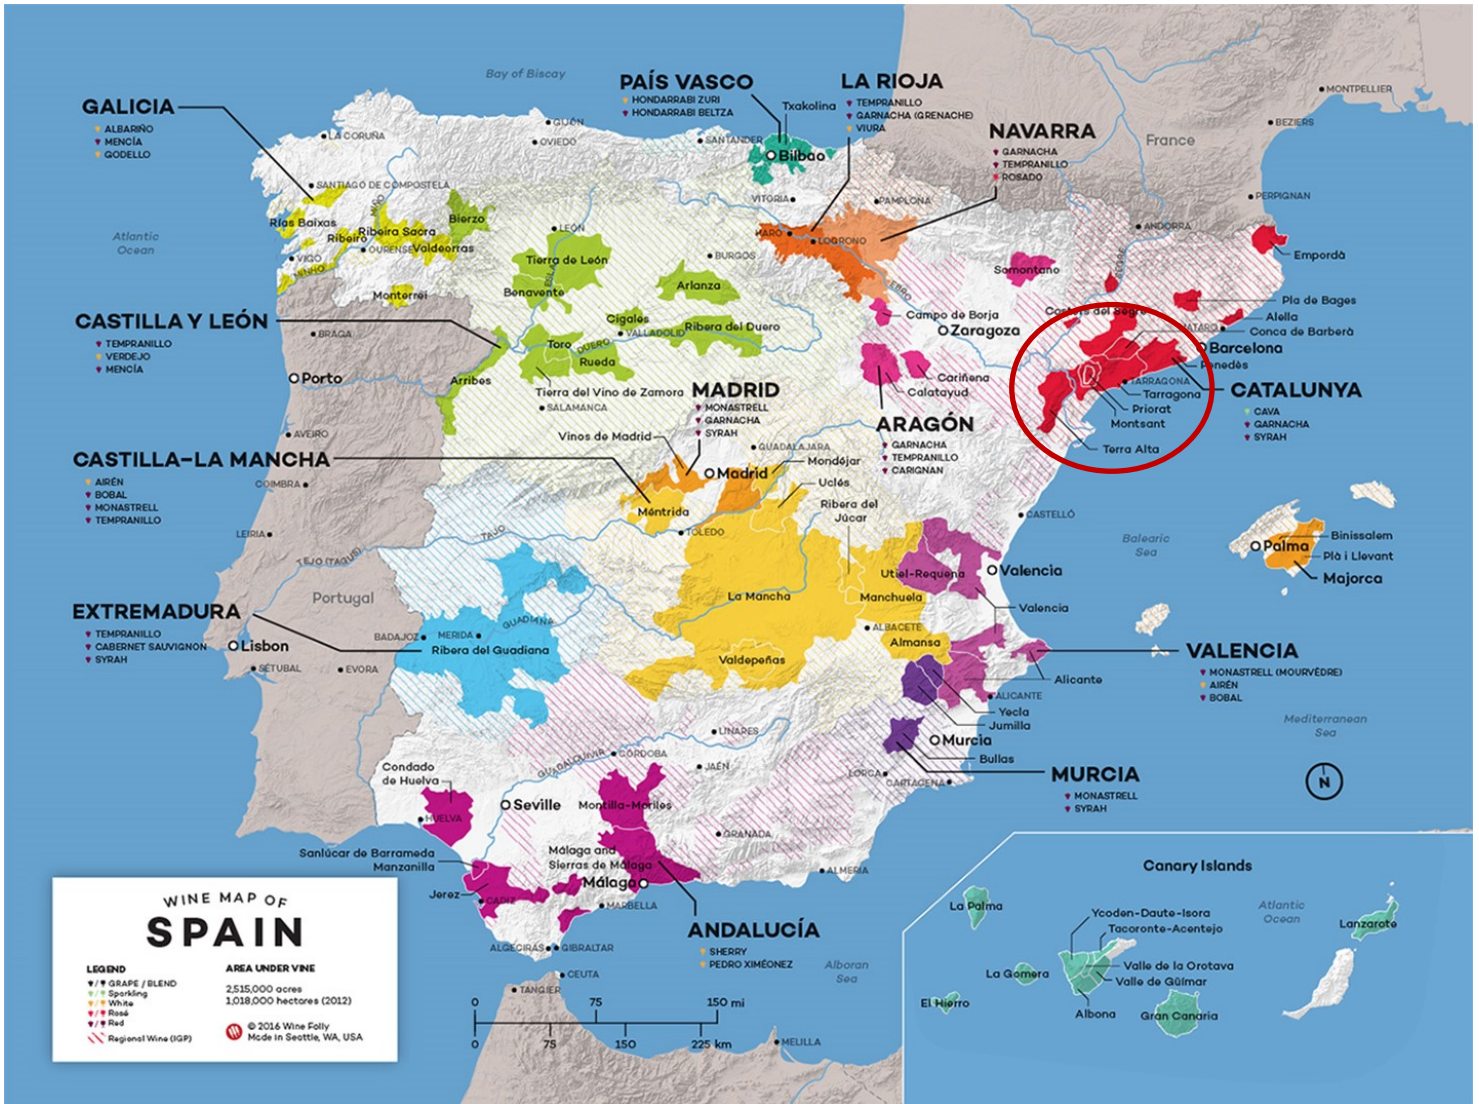 Bay of Biscay
PAÍS VASCO
HONDARRABI ZURI
HONDARRABI BELTZA
Txakolina
LA RIOJA
TEMPRANILLO
GARNACHA (GRENACHE)
VIURA
NAVARRA
GARNACHA
TEMPRANILLO
ROSADO
France
MONTPELLIER
BEZIERS
PERPIGNAN
ANDORRA
GALICIA
ALBARIÑO
MENCÍA
GODELLO
LA CORUÑA
OVIEDO
SANTANDER
Bilbao
VITORIA
PAMPLONA
HARO
LOGRONO
SANTIAGO DE COMPOSTELA
Rías Baixas
Ribeiro
Ribeira Sacra
Valdeorras
Bierzo
OURENSE
VIGO
MINHO
Monterrei
Atlantic
Ocean
LEÓN
Tierra de León
Benavente
BURGOS
Arlanza
Cigales
VALLADOLID
Ribera del Duero
EBRO
Somontano
SEGRE
Empordà
Pla de Bages
Alella
Conca de Barberà
Costers del Segre
MATARO
Barcelona
Penedès
CATALUNYA
CAVA
GARNACHA
SYRAH
TARRAGONA
Tarragona
Priorat
Montsant
Terra Alta
Campo de Borja
Zaragoza
Cariñena
Calatayud
ARAGÓN
GARNACHA
TEMPRANILLO
CARIGNAN
CASTILLA Y LEÓN
TEMPRANILLO
VERDEJO
MENCÍA
BRAGA
Porto
Toro
DUERO
Rueda
Arribes
Tierra del Vino de Zamora
SALAMANCA
MADRID
MONASTRELL
GARNACHA
SYRAH
Vinos de Madrid
GUADALAJARA
Madrid
Mondéjar
Uclés
Ribera del
Júcar
AVEIRO
CASTILLA–LA MANCHA
AIRÉN
BOBAL
MONASTRELL
TEMPRANILLO
COIMBRA
LEIRIA
Méntrida
TOLEDO
TAJO
TEJO (TAGUS)
CASTELLÓ
Balearic
Sea
Palma
Binissalem
Plà i Llevant
Majorca
Utiel-Requena
Valencia
Valencia
La Mancha
Manchuela
ALBACETE
Almansa
Valdepeñas
Portugal
EXTREMADURA
TEMPRANILLO
CABERNET SAUVIGNON
SYRAH
Lisbon
SÉTUBAL
EVORA
BADAJOZ
MERIDA
GUADIANA
Ribera del Guadiana
VALENCIA
MONASTRELL (MOURVÈDRE)
AIRÉN
BOBAL
Alicante
ALICANTE
Yecla
Jumilla
Murcia
Bullas
MURCIA
MONASTRELL
SYRAH
LORCA
CARTAGENA
Mediterranean
Sea
N
LINARES
GUADALQUIVIR
CÓRDOBA
JAÉN
Condado
de Huelva
HUELVA
Seville
Montilla-Moriles
GRANADA
Sanlúcar de Barrameda
Manzanilla
Málaga and
Sierras de Málaga
Málaga
ALMERIA
Jerez
CADIZ
MARBELLA
ALGECIRAS
GIBRALTAR
CEUTA
TANGIER
MELILLA
ANDALUCÍA
SHERRY
PEDRO XIMÉONEZ
Alboran
Sea
0 75 150 mi
0 75 150 225 km
WINE MAP OF
SPAIN
LEGEND
GRAPE / BLEND
Sparkling
White
Rosé
Red
Regional Wine (IGP)
AREA UNDER VINE
2,515,000 acres
1,018,000 hectares (2012)
© 2016 Wine Folly
Made in Seattle, WA, USA
Canary Islands
La Palma
Ycoden-Daute-Isora
Tacoronte-Acentejo
Atlantic
Ocean
Lanzarote
La Gomera
Valle de la Orotava
Valle de Güímar
El Hierro
Albona
Gran Canaria